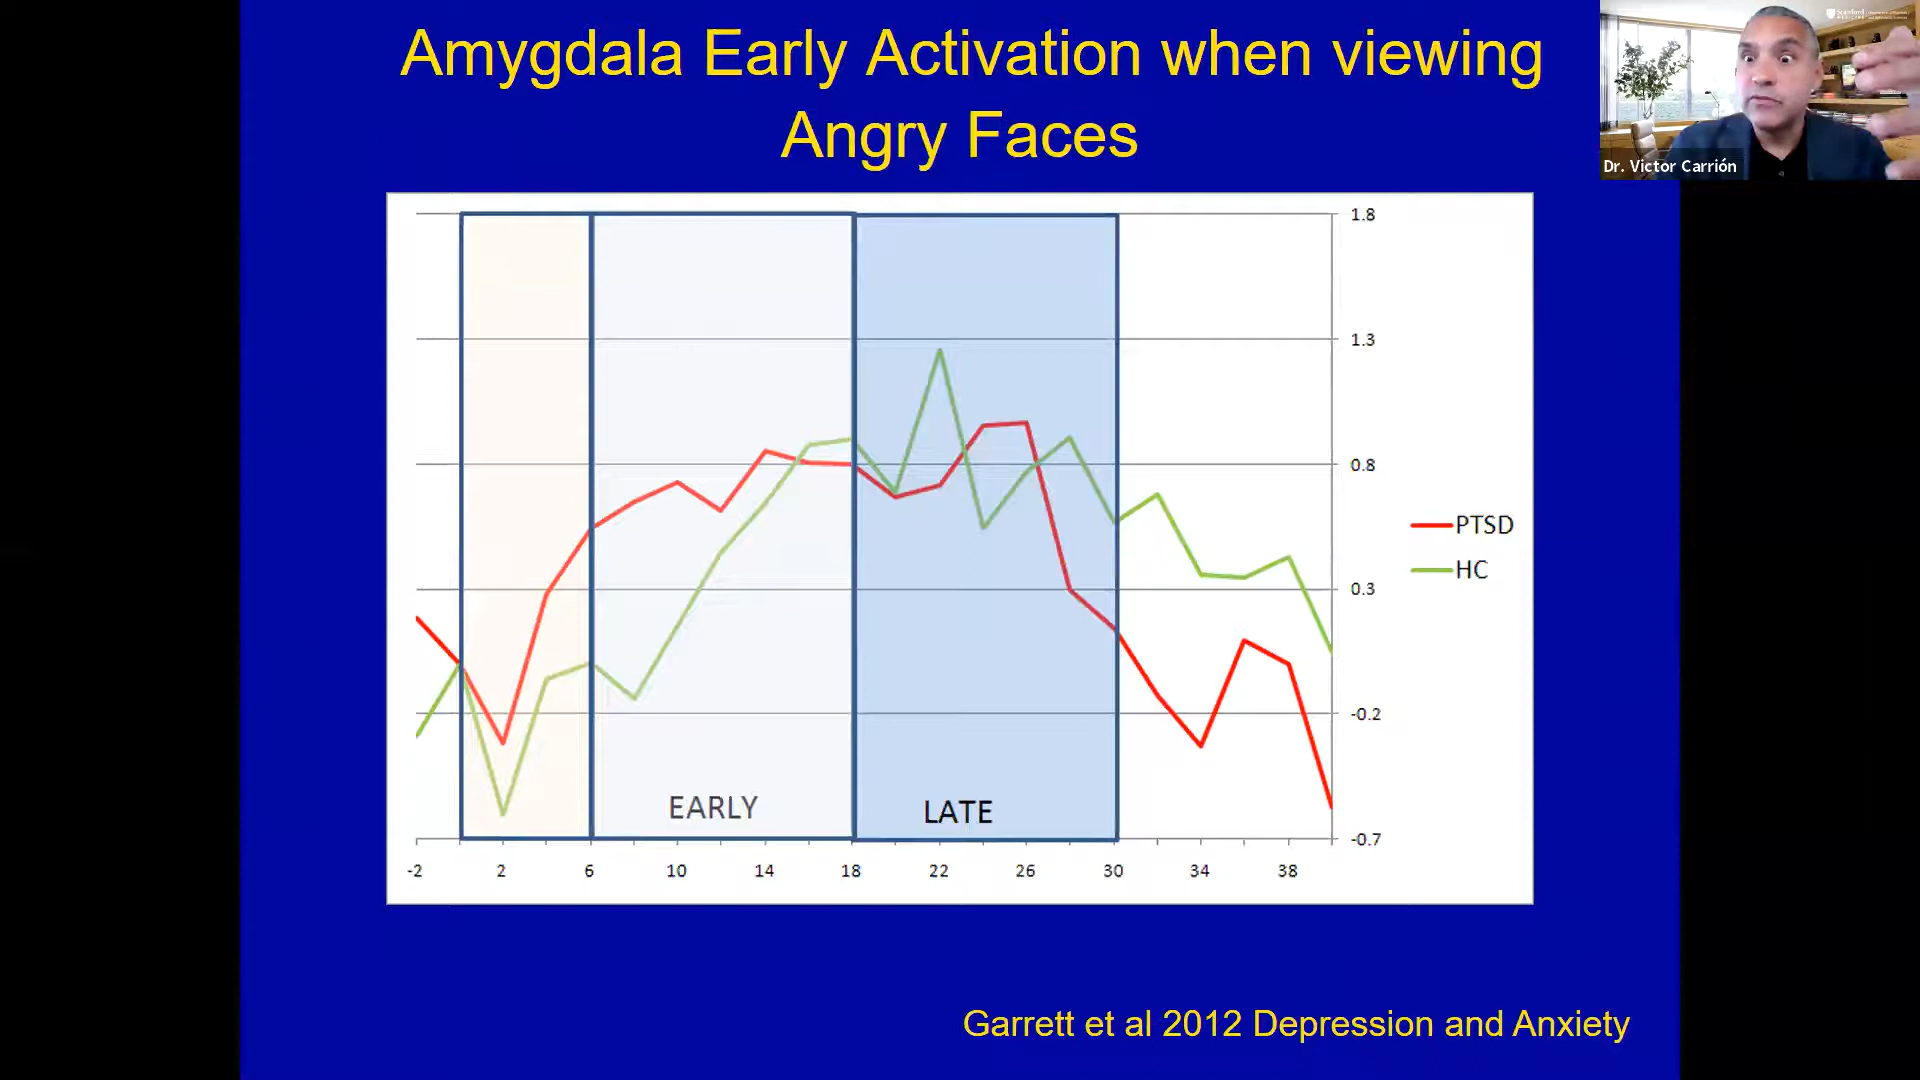 Amygdala Early Activation when viewing
Angry Faces
Stanford
MEDICINE
Dr. Victor Carrión
1.8
1.3
0.8
0.3
-0.2
-0.7
PTSD
HC
EARLY
LATE
-2 2 6 10 14 18 22 26 30 34 38
Garrett et al 2012 Depression and Anxiety